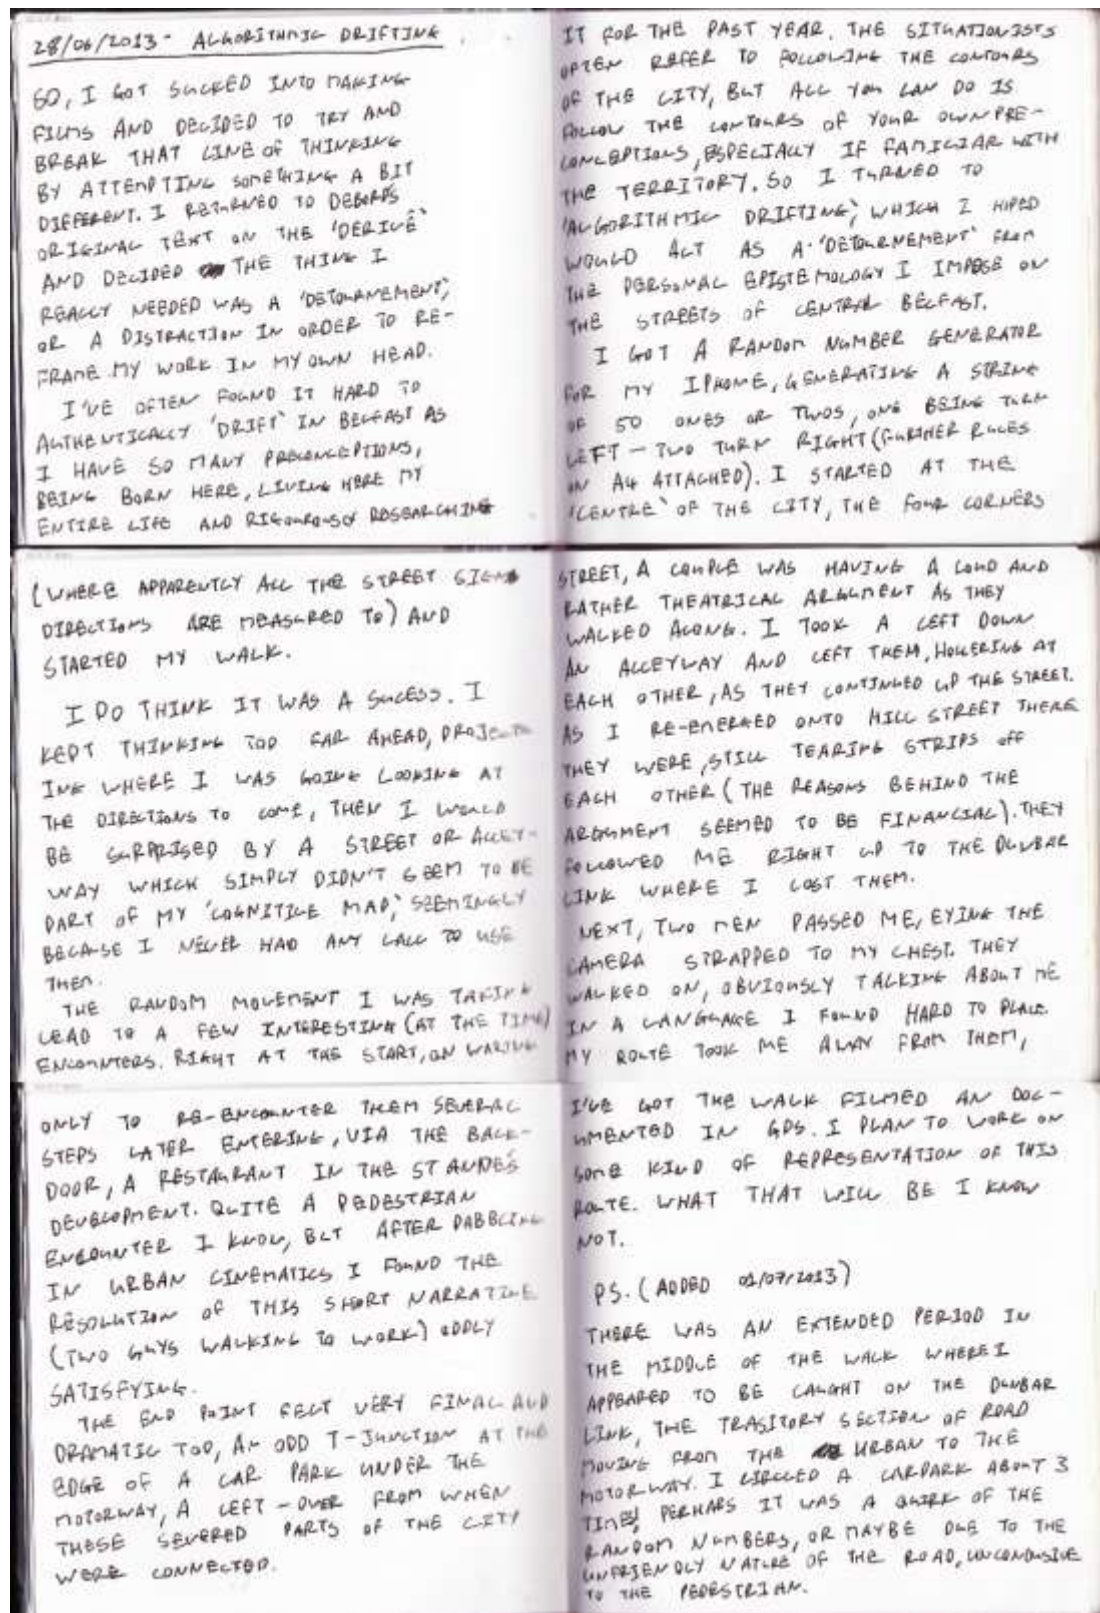 28/06/2013 - ALGORITHMIC DRIFTING
SO, I GOT SUCKED INTO MAKING
FILMS AND DECIDED TO TRY AND
BREAK THAT LINE OF THINKING
BY ATTEMPTING SOMETHING A BIT
DIFFERENT. I RETURNED TO DEBORD'S
ORIGINAL TEXT ON THE 'DERIVE'
AND DECIDED THE THING I
REALLY NEEDED WAS A 'DETOURNEMENT',
OR A DISTRACTION IN ORDER TO RE-
FRAME MY WORK IN MY OWN HEAD.
I'VE OFTEN FOUND IT HARD TO
AUTHENTICALLY 'DRIFT' IN BELFAST AS
I HAVE SO MANY PRECONCEPTIONS,
BEING BORN HERE, LIVING HERE MY
ENTIRE LIFE AND RIGOUROUSLY RESEARCHING
IT FOR THE PAST YEAR. THE SITUATIONISTS
OFTEN REFER TO FOLLOWING THE CONTOURS
OF THE CITY, BUT ALL YOU CAN DO IS
FOLLOW THE CONTOURS OF YOUR OWN PRE-
CONCEPTIONS, ESPECIALLY IF FAMILIAR WITH
THE TERRITORY. SO I TURNED TO
'ALGORITHMIC DRIFTING', WHICH I HOPED
WOULD ACT AS A 'DETOURNEMENT' FROM
THE PERSONAL EPISTEMOLOGY I IMPOSE ON
THE STREETS OF CENTRAL BELFAST.
I GOT A RANDOM NUMBER GENERATOR
FOR MY IPHONE, GENERATING A STRING
OF 50 ONES OR TWOS, ONE BEING TURN
LEFT - TWO TURN RIGHT (FURTHER RULES
ON A4 ATTACHED). I STARTED AT THE
'CENTRE' OF THE CITY, THE FOUR CORNERS
(WHERE APPARENTLY ALL THE STREET SIGN
DIRECTIONS ARE MEASURED TO) AND
STARTED MY WALK.
I DO THINK IT WAS A SUCESS. I
KEPT THINKING TOO FAR AHEAD, PROJECT-
ING WHERE I WAS GOING LOOKING AT
THE DIRECTIONS TO COME, THEN I WOULD
BE SURPRISED BY A STREET OR ALLEY-
WAY WHICH SIMPLY DIDN'T SEEM TO BE
PART OF MY 'COGNITIVE MAP', SEEMINGLY
BECAUSE I NEVER HAD ANY CALL TO USE
THEM.
THE RANDOM MOVEMENT I WAS TAKING
LEAD TO A FEW INTERESTING (AT THE TIME)
ENCOUNTERS. RIGHT AT THE START, ON WARING
STREET, A COUPLE WAS HAVING A LOUD AND
RATHER THEATRICAL ARGUMENT AS THEY
WALKED ALONG. I TOOK A LEFT DOWN
AN ALLEYWAY AND LEFT THEM, HOLLERING AT
EACH OTHER, AS THEY CONTINUED UP THE STREET.
AS I RE-EMERGED ONTO HILL STREET THERE
THEY WERE, STILL TEARING STRIPS OFF
EACH OTHER (THE REASONS BEHIND THE
ARGUMENT SEEMED TO BE FINANCIAL). THEY
FOLLOWED ME RIGHT UP TO THE DUNBAR
LINK WHERE I LOST THEM.
NEXT, TWO MEN PASSED ME, EYING THE
CAMERA STRAPPED TO MY CHEST. THEY
WALKED ON, OBVIOUSLY TALKING ABOUT ME
IN A LANGUAGE I FOUND HARD TO PLACE.
MY ROUTE TOOK ME AWAY FROM THEM,
ONLY TO RE-ENCOUNTER THEM SEVERAL
STEPS LATER ENTERING, VIA THE BACK-
DOOR, A RESTAURANT IN THE ST ANNE'S
DEVELOPMENT. QUITE A PEDESTRIAN
ENCOUNTER I KNOW, BUT AFTER DABBLING
IN URBAN CINEMATICS I FOUND THE
RESOLUTION OF THIS SHORT NARRATIVE
(TWO GUYS WALKING TO WORK) ODDLY
SATISFYING.
THE END POINT FELT VERY FINAL AND
DRAMATIC TOO, AN ODD T-JUNCTION AT THE
EDGE OF A CAR PARK UNDER THE
MOTORWAY, A LEFT-OVER FROM WHEN
THESE SEVERED PARTS OF THE CITY
WERE CONNECTED.
I'VE GOT THE WALK FILMED AN DOC-
UMENTED IN GPS. I PLAN TO WORK ON
SOME KIND OF REPRESENTATION OF THIS
ROUTE. WHAT THAT WILL BE I KNOW
NOT.
PS. (ADDED 01/07/2013)
THERE WAS AN EXTENDED PERIOD IN
THE MIDDLE OF THE WALK WHERE I
APPEARED TO BE CAUGHT ON THE DUNBAR
LINK, THE TRASITORY SECTION OF ROAD
MOVING FROM THE URBAN TO THE
MOTORWAY. I CIRCLED A CARPARK ABOUT 3
TIMES, PERHAPS IT WAS A QUIRK OF THE
RANDOM NUMBERS, OR MAYBE DUE TO THE
UNFRIENDLY NATURE OF THE ROAD, UNCONDUSIVE
TO THE PEDESTRIAN.